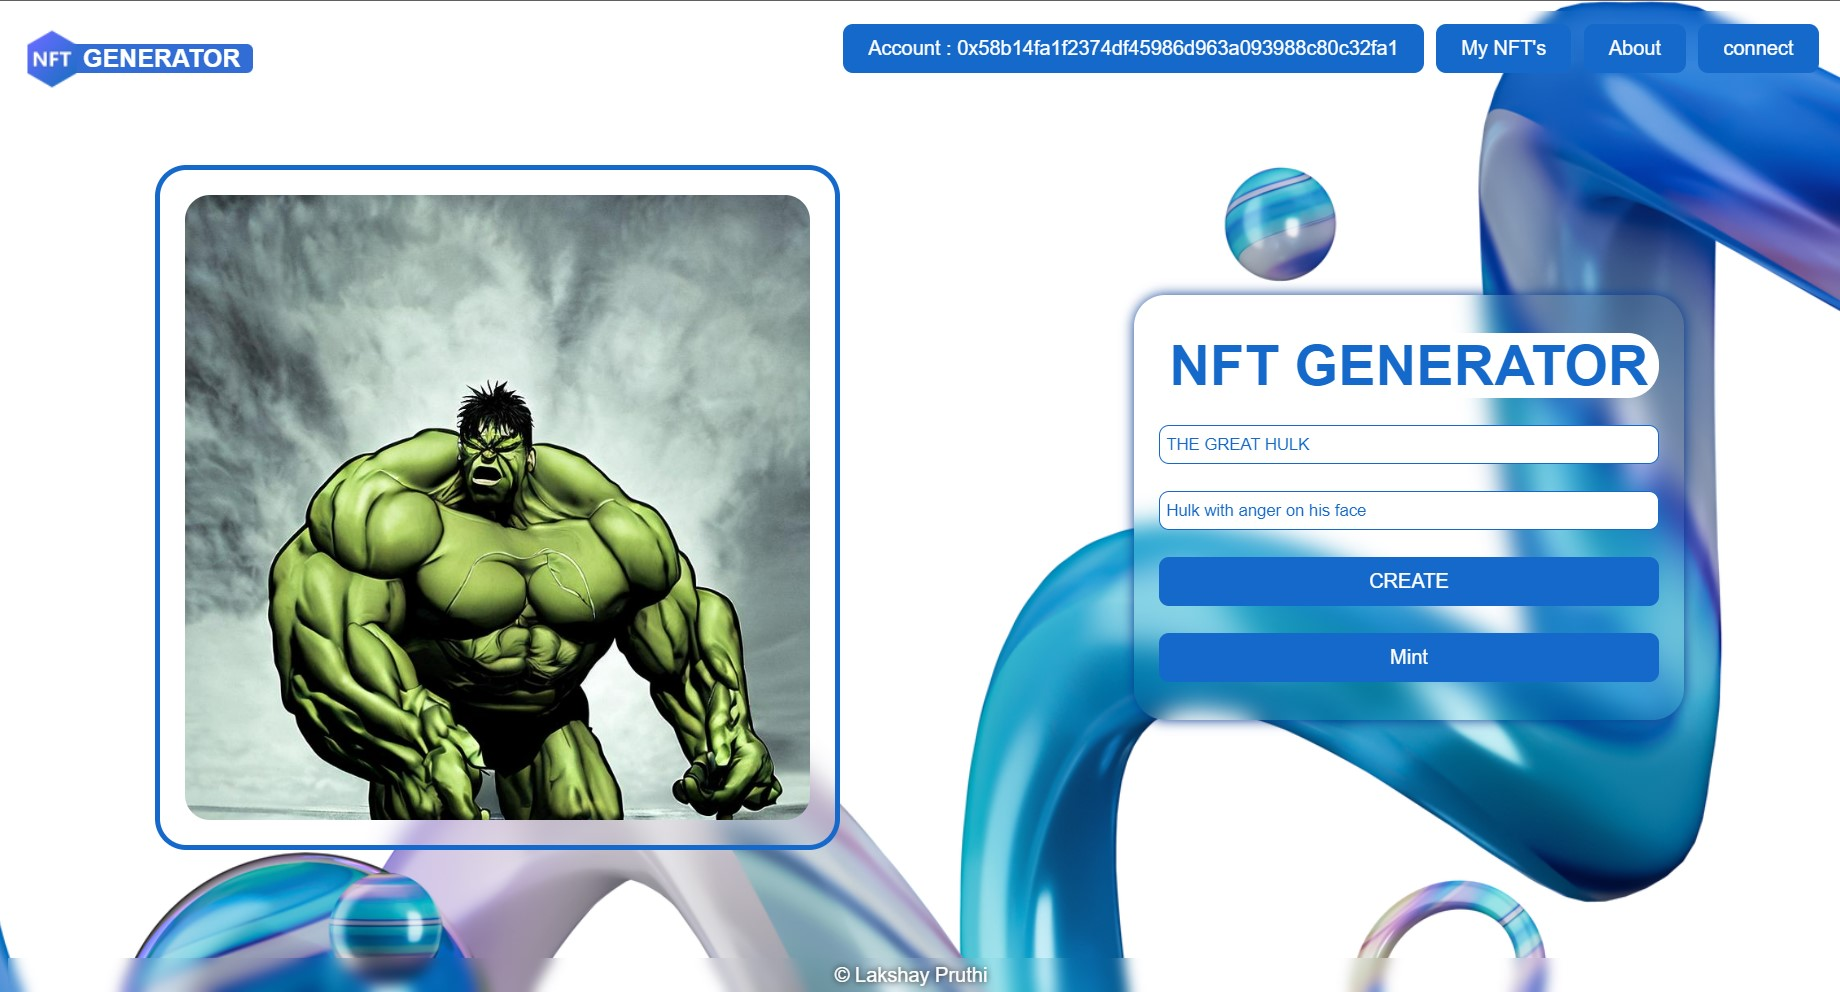 NFT GENERATOR
Account : 0x58b14fa1f2374df45986d963a093988c80c32fa1
My NFT's
About
connect
NFT GENERATOR
THE GREAT HULK
Hulk with anger on his face
CREATE
Mint
© Lakshay Pruthi